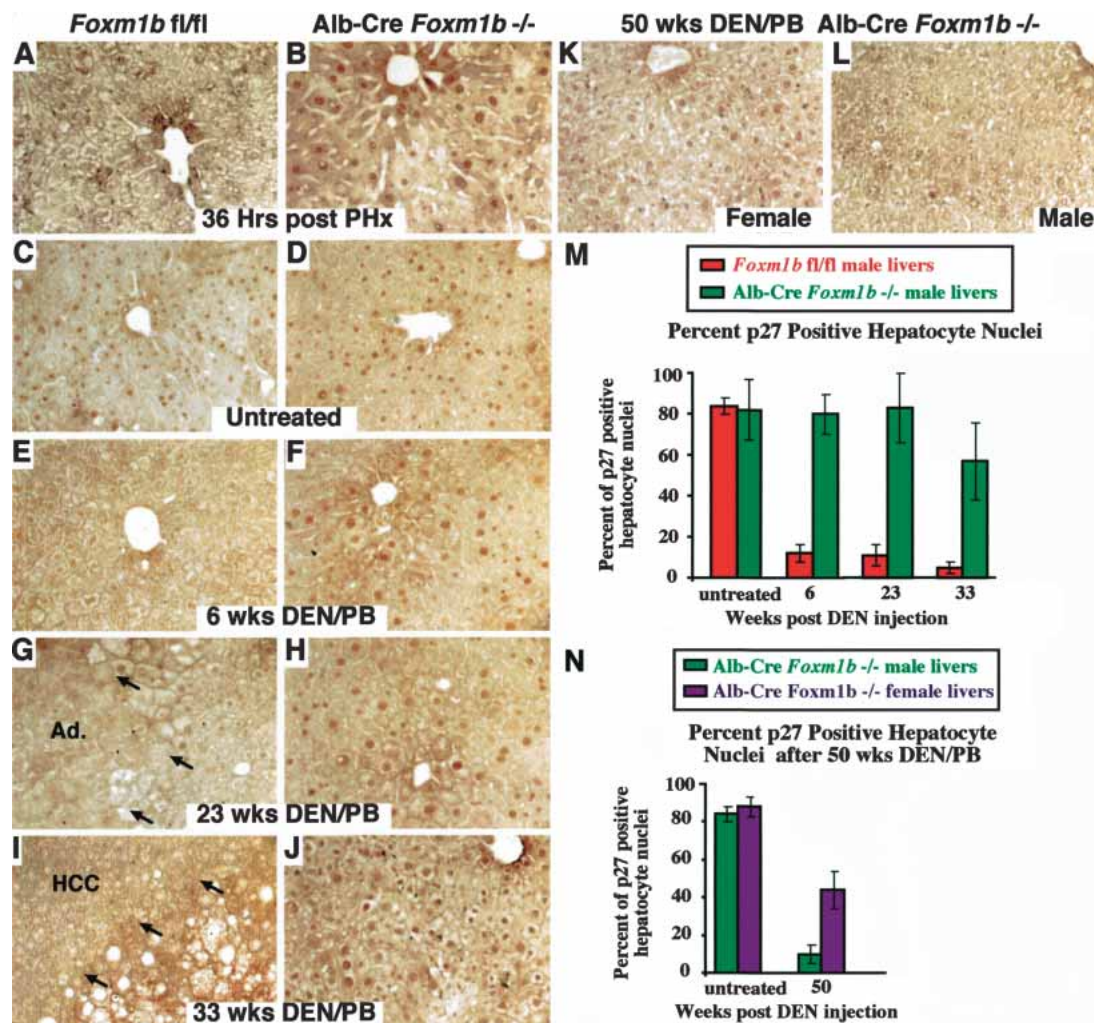 Foxm1b fl/fl
Alb-Cre Foxm1b -/-
50 wks DEN/PB
Alb-Cre Foxm1b -/-
A
B
36 Hrs post PHx
K
L
Female
Male
C
D
Untreated
E
F
6 wks DEN/PB
G
H
Ad.
23 wks DEN/PB
I
J
HCC
33 wks DEN/PB
M
Foxm1b fl/fl male livers
Alb-Cre Foxm1b -/- male livers
Percent p27 Positive Hepatocyte Nuclei
Percent of p27 positive
hepatocyte nuclei
100
80
60
40
20
0
untreated 6 23 33
Weeks post DEN injection
N
Alb-Cre Foxm1b -/- male livers
Alb-Cre Foxm1b -/- female livers
Percent p27 Positive Hepatocyte
Nuclei after 50 wks DEN/PB
Percent of p27 positive
hepatocyte nuclei
100
80
60
40
20
0
untreated 50
Weeks post DEN injection